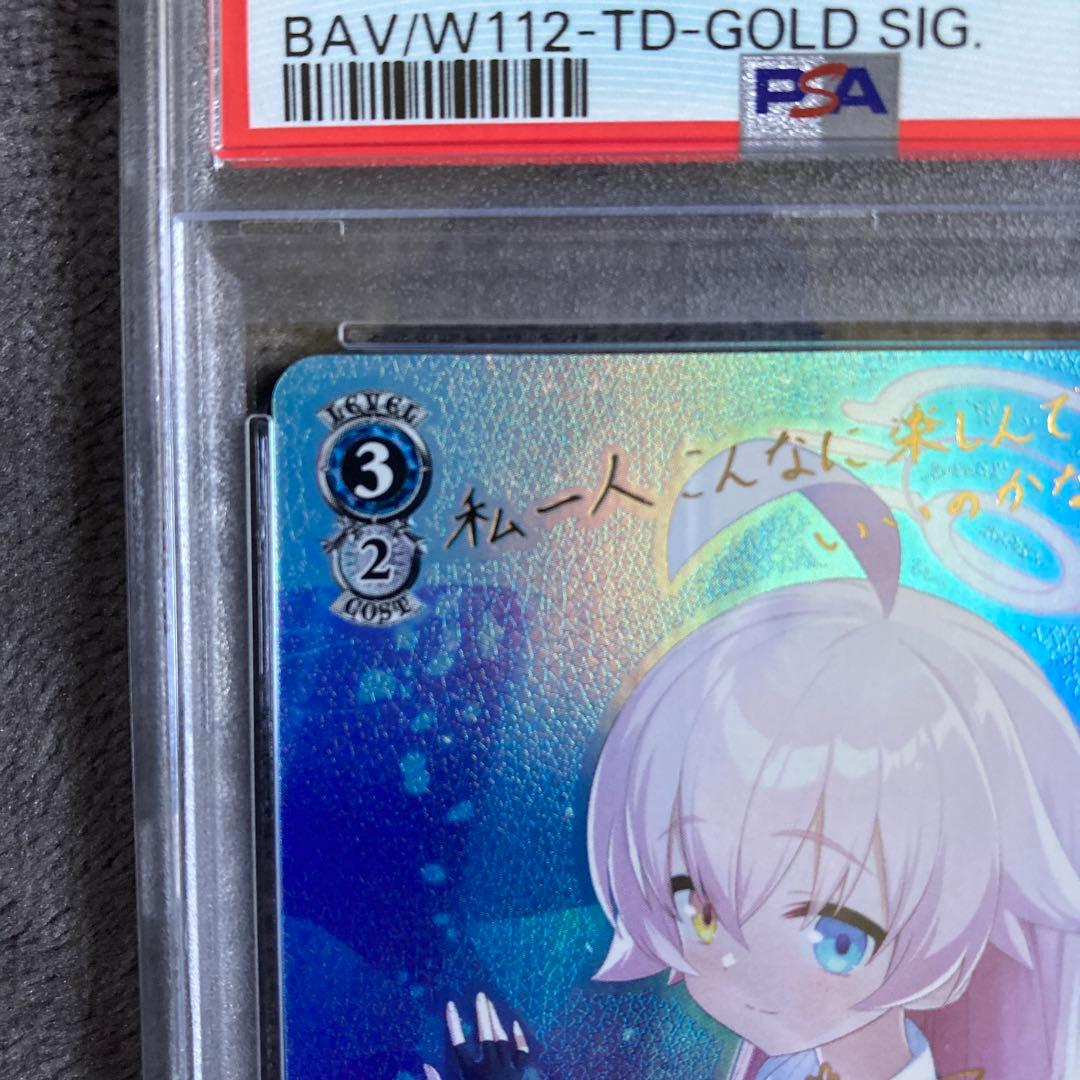 BAV/W112-TD-GOLD SIG.
PSA
LEVEL
3
2
COST
私一人こんなに楽しんで
いいのかな